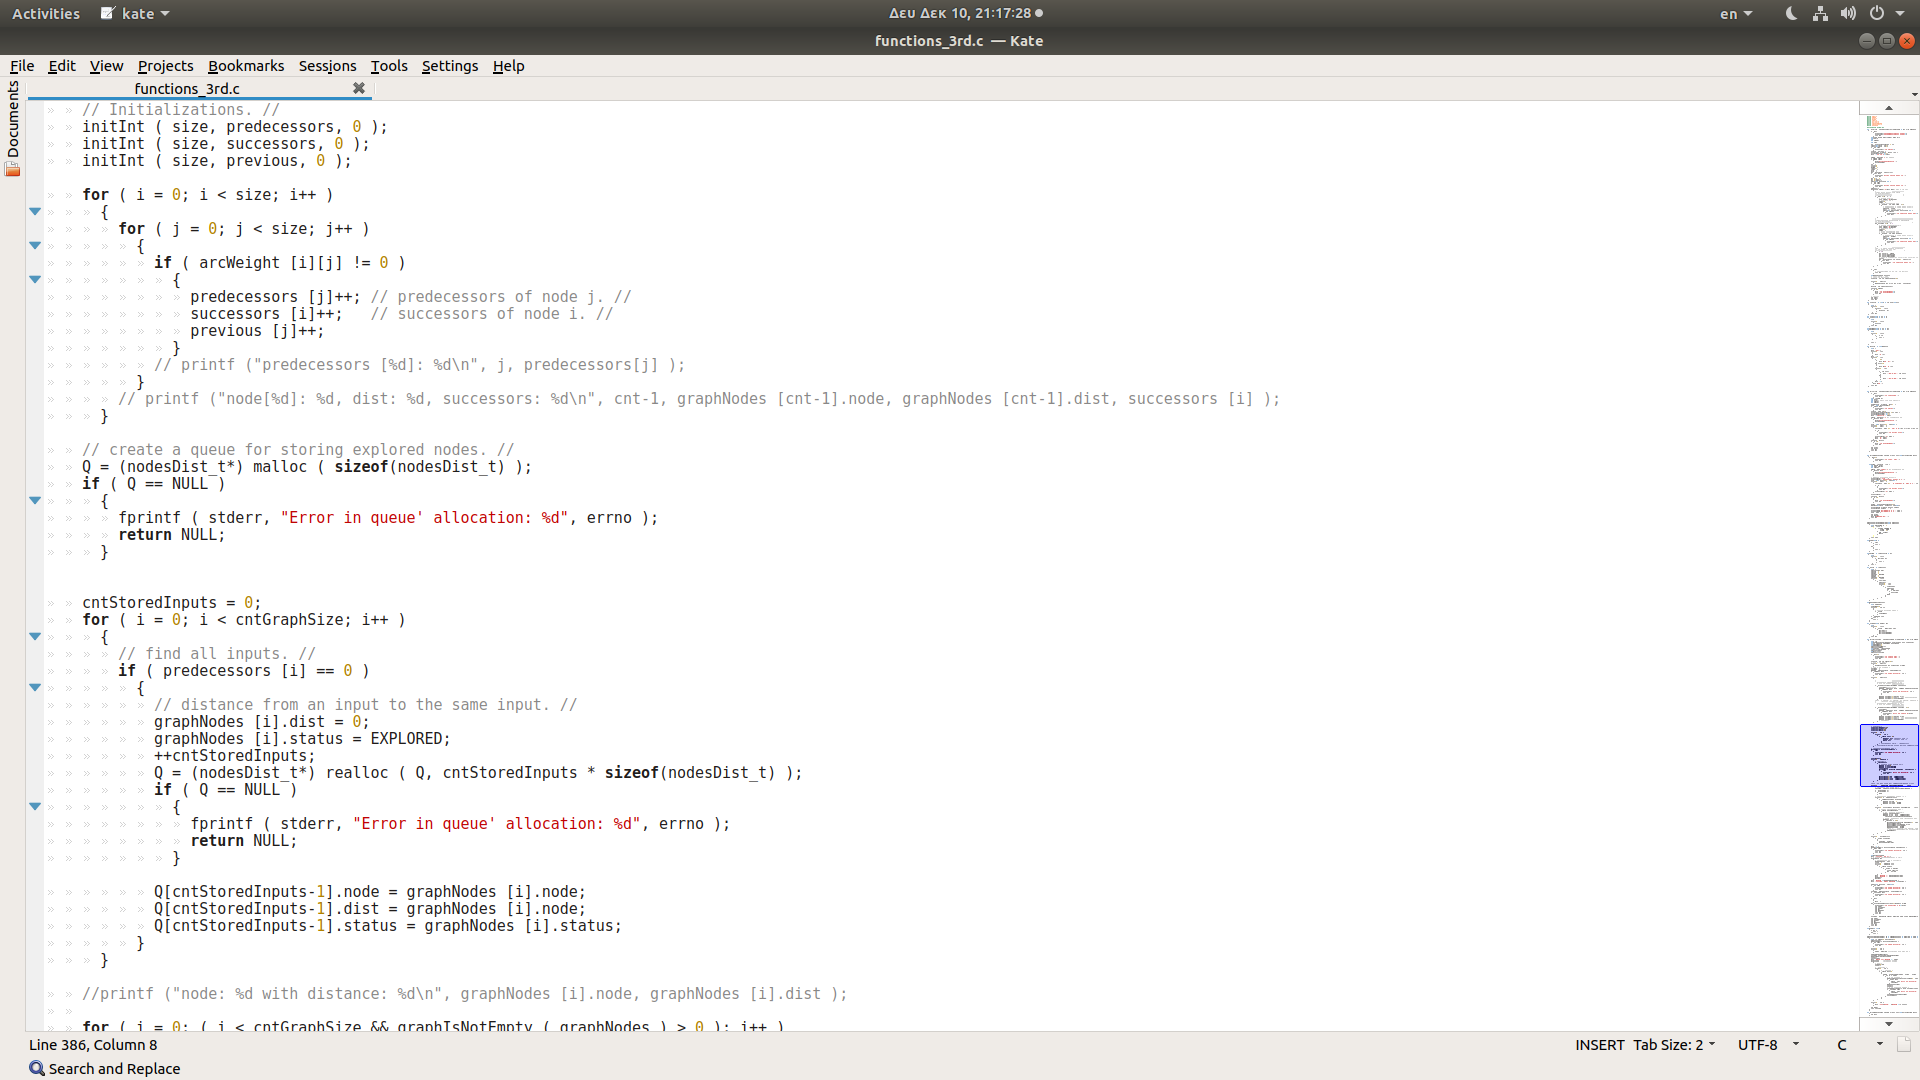 Activities kate Δευ Δεκ 10, 21:17:28 en
functions_3rd.c — Kate
File Edit View Projects Bookmarks Sessions Tools Settings Help
Documents
functions_3rd.c
// Initializations. //
initInt ( size, predecessors, 0 );
initInt ( size, successors, 0 );
initInt ( size, previous, 0 );
for ( i = 0; i < size; i++ )
{
for ( j = 0; j < size; j++ )
{
if ( arcWeight [i][j] != 0 )
{
predecessors [j]++; // predecessors of node j. //
successors [i]++; // successors of node i. //
previous [j]++;
}
// printf ("predecessors [%d]: %d\n", j, predecessors[j] );
}
// printf ("node[%d]: %d, dist: %d, successors: %d\n", cnt-1, graphNodes [cnt-1].node, graphNodes [cnt-1].dist, successors [i] );
}
// create a queue for storing explored nodes. //
Q = (nodesDist_t*) malloc ( sizeof(nodesDist_t) );
if ( Q == NULL )
{
fprintf ( stderr, "Error in queue' allocation: %d", errno );
return NULL;
}
cntStoredInputs = 0;
for ( i = 0; i < cntGraphSize; i++ )
{
// find all inputs. //
if ( predecessors [i] == 0 )
{
// distance from an input to the same input. //
graphNodes [i].dist = 0;
graphNodes [i].status = EXPLORED;
++cntStoredInputs;
Q = (nodesDist_t*) realloc ( Q, cntStoredInputs * sizeof(nodesDist_t) );
if ( Q == NULL )
{
fprintf ( stderr, "Error in queue' allocation: %d", errno );
return NULL;
}
Q[cntStoredInputs-1].node = graphNodes [i].node;
Q[cntStoredInputs-1].dist = graphNodes [i].node;
Q[cntStoredInputs-1].status = graphNodes [i].status;
}
}
//printf ("node: %d with distance: %d\n", graphNodes [i].node, graphNodes [i].dist );
for ( i = 0; ( i < cntGraphSize && graphIsNotEmpty ( graphNodes ) > 0 ); i++ )
Line 386, Column 8 INSERT Tab Size: 2 UTF-8 C
Search and Replace